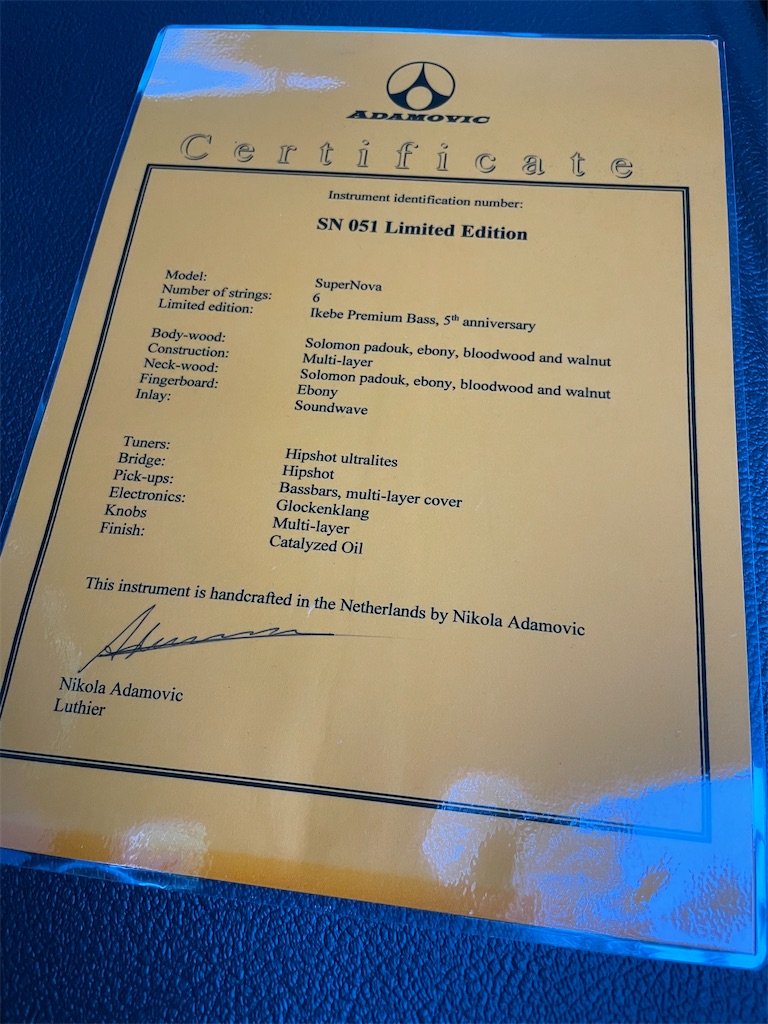 ADAMOVIC
Certificate
Instrument identification number:
SN 051 Limited Edition
Model: SuperNova
Number of strings: 6
Limited edition: Ikebe Premium Bass, 5th anniversary
Body-wood: Solomon padouk, ebony, bloodwood and walnut
Construction: Multi-layer
Neck-wood: Solomon padouk, ebony, bloodwood and walnut
Fingerboard: Ebony
Inlay: Soundwave
Tuners: Hipshot ultralites
Bridge: Hipshot
Pick-ups: Bassbars, multi-layer cover
Electronics: Glockenklang
Knobs Multi-layer
Finish: Catalyzed Oil
This instrument is handcrafted in the Netherlands by Nikola Adamovic
Nikola Adamovic
Luthier